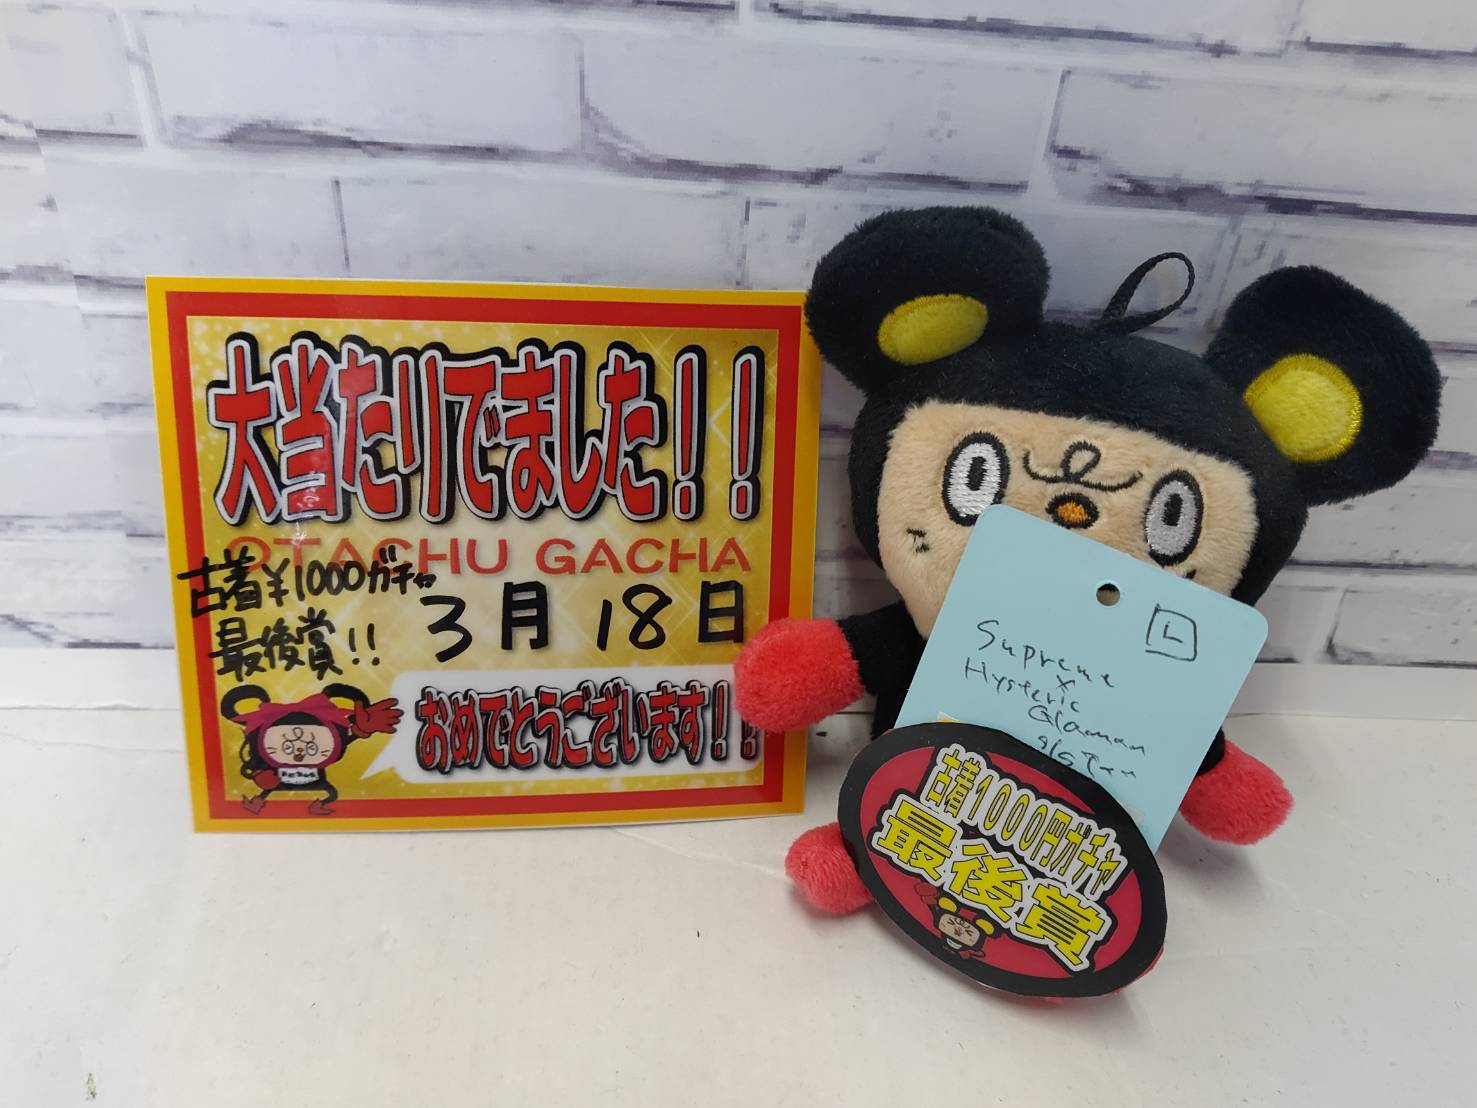 大当たりでました！！
OTACHU GACHA
古着¥1000ガチャ
最後賞!!
3月 18日
おめでとうございます！！
L
Supreme
×
Hysteric
Glamour
古着1000円ガチャ
最後賞